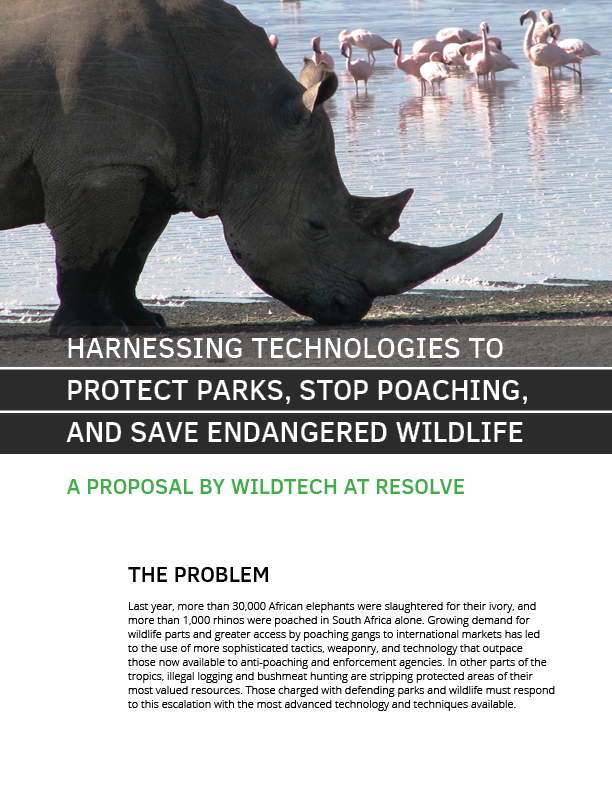 HARNESSING TECHNOLOGIES TO
PROTECT PARKS, STOP POACHING,
AND SAVE ENDANGERED WILDLIFE
A PROPOSAL BY WILDTECH AT RESOLVE
THE PROBLEM
Last year, more than 30,000 African elephants were slaughtered for their ivory, and
more than 1,000 rhinos were poached in South Africa alone. Growing demand for
wildlife parts and greater access by poaching gangs to international markets has led
to the use of more sophisticated tactics, weaponry, and technology that outpace
those now available to anti-poaching and enforcement agencies. In other parts of the
tropics, illegal logging and bushmeat hunting are stripping protected areas of their
most valued resources. Those charged with defending parks and wildlife must respond
to this escalation with the most advanced technology and techniques available.